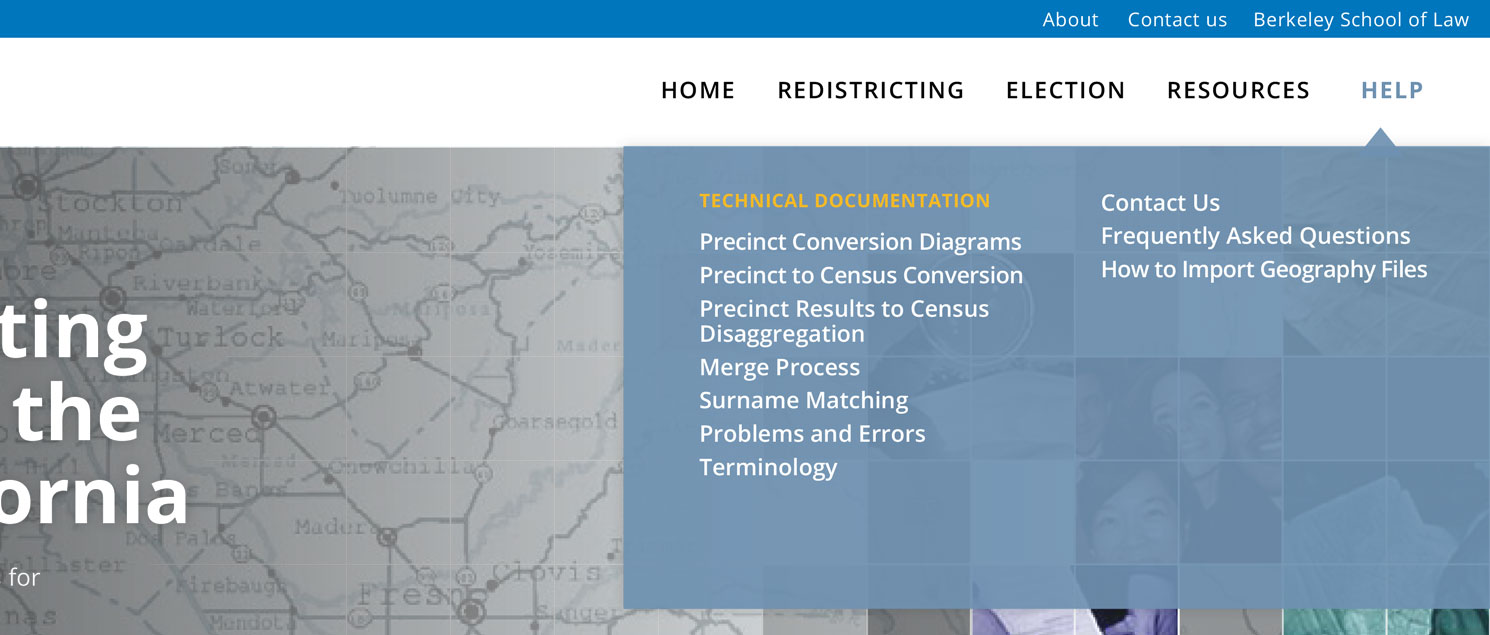 About Contact us Berkeley School of Law
HOME REDISTRICTING ELECTION RESOURCES HELP
TECHNICAL DOCUMENTATION
Precinct Conversion Diagrams
Precinct to Census Conversion
Precinct Results to Census
Disaggregation
Merge Process
Surname Matching
Problems and Errors
Terminology
Contact Us
Frequently Asked Questions
How to Import Geography Files
ting
the
ornia
for
Tuolumne City
Stockton
Manteca
Ripon
Oakdale
Yosemite
Riverbank
Waterford
Mariposa
Turlock
Mariposa
Livingston
Atwater
Merced
Coarsegold
Chowchilla
Madera
Dos Palos
Clovis
Firebaugh
Fresno
Sanger
Mendota